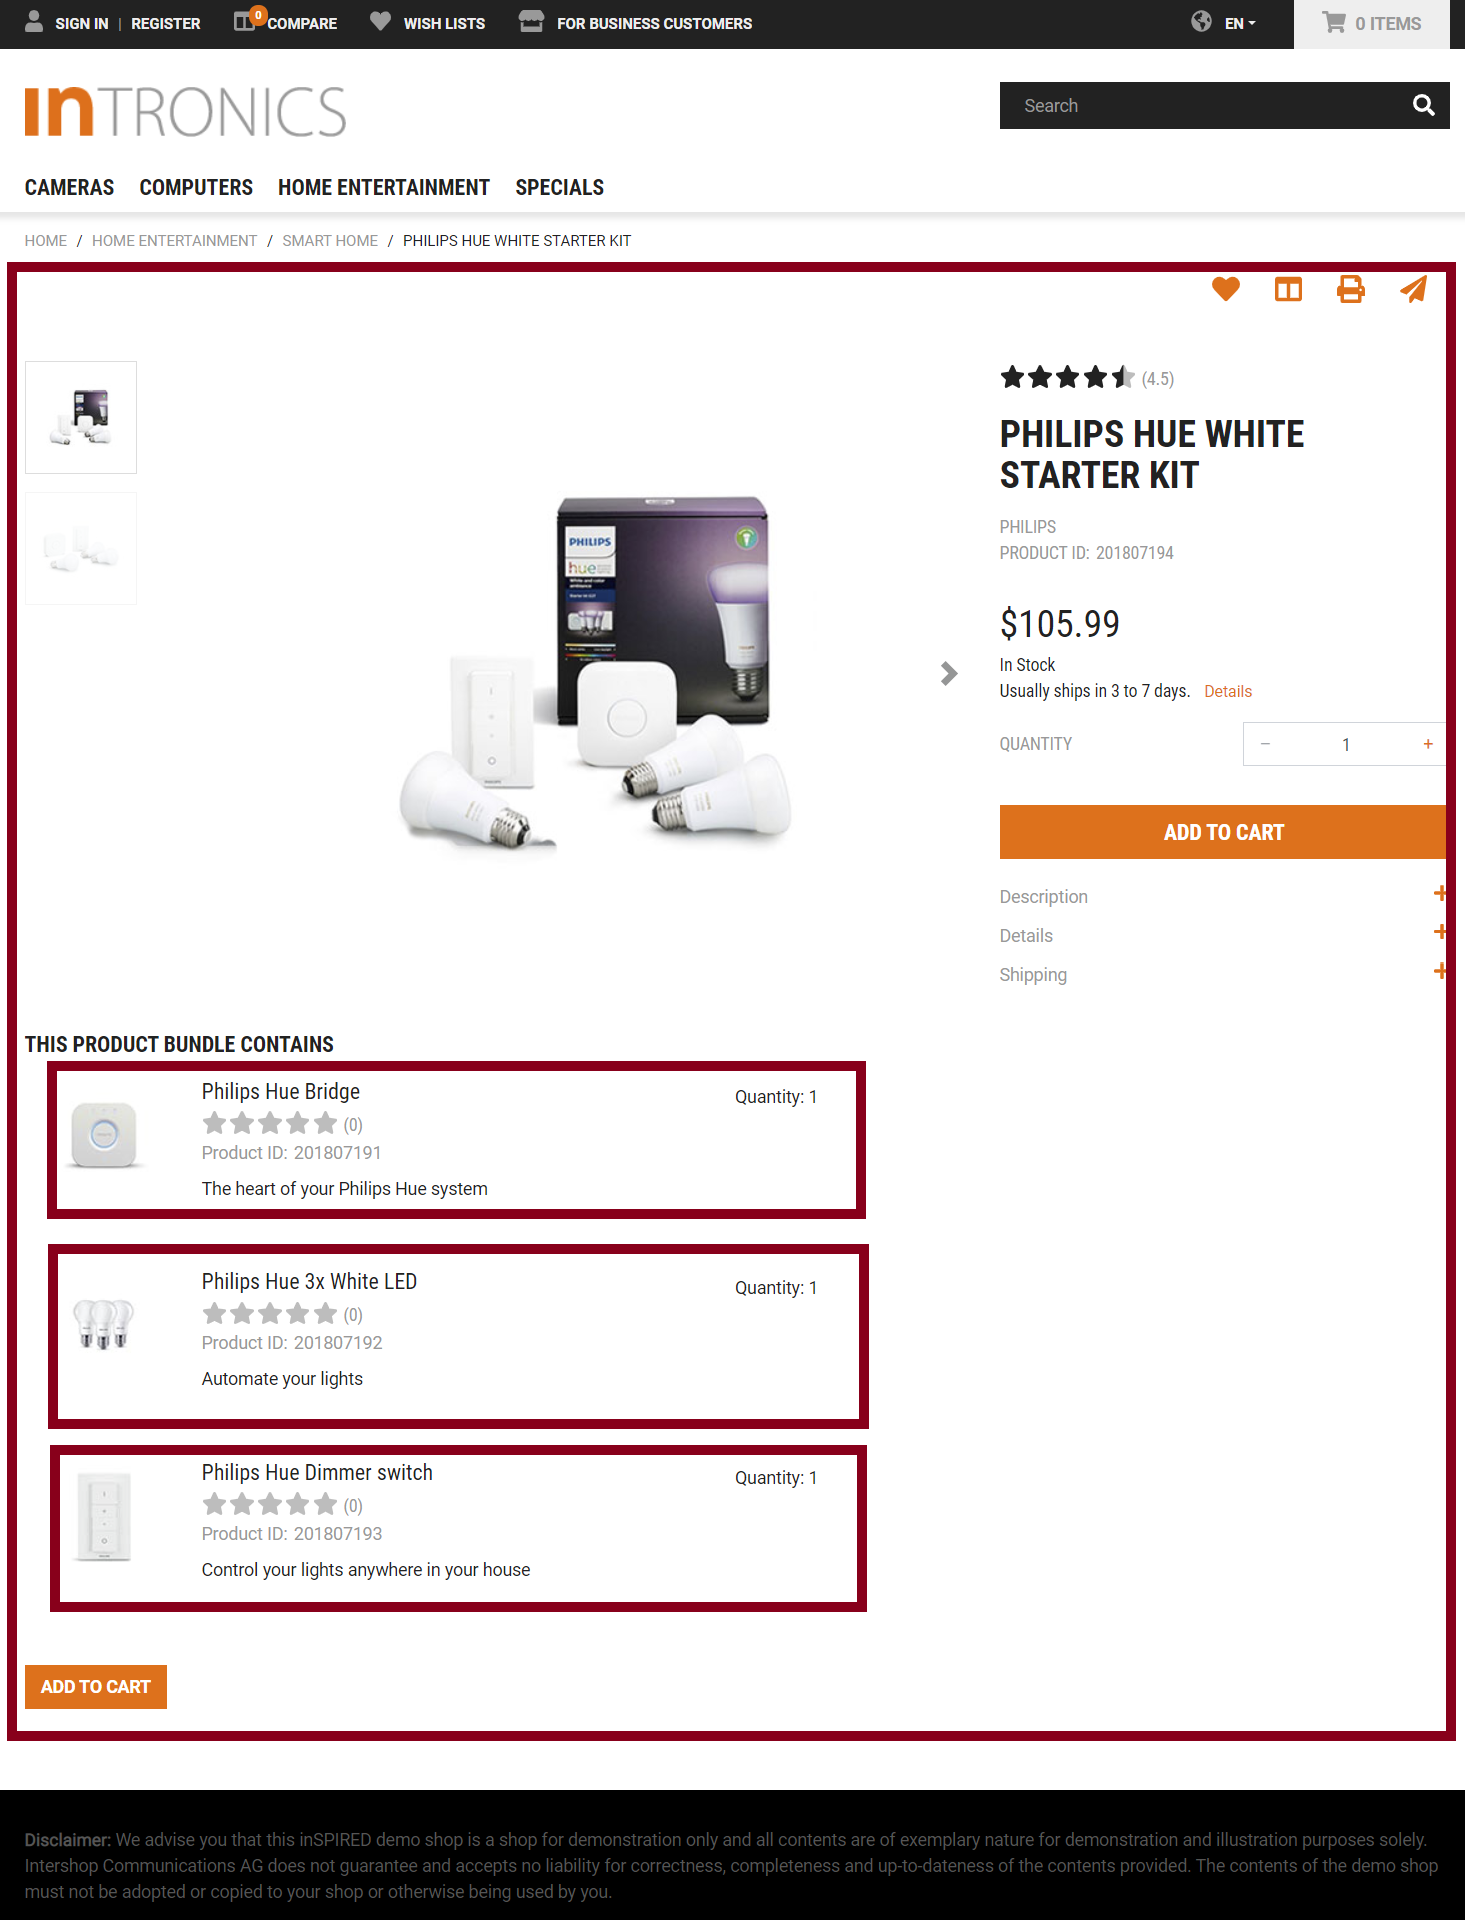 SIGN IN | REGISTER 0 COMPARE WISH LISTS FOR BUSINESS CUSTOMERS EN 0 ITEMS
inTRONICS
Search
CAMERAS COMPUTERS HOME ENTERTAINMENT SPECIALS
HOME / HOME ENTERTAINMENT / SMART HOME / PHILIPS HUE WHITE STARTER KIT
(4.5)
PHILIPS HUE WHITE
STARTER KIT
PHILIPS
PRODUCT ID: 201807194
PHILIPS
hue
$105.99
In Stock
Usually ships in 3 to 7 days. Details
QUANTITY − 1 +
ADD TO CART
Description +
Details +
Shipping +
THIS PRODUCT BUNDLE CONTAINS
Philips Hue Bridge Quantity: 1
(0)
Product ID: 201807191
The heart of your Philips Hue system
Philips Hue 3x White LED Quantity: 1
(0)
Product ID: 201807192
Automate your lights
Philips Hue Dimmer switch Quantity: 1
(0)
Product ID: 201807193
Control your lights anywhere in your house
ADD TO CART
Disclaimer: We advise you that this inSPIRED demo shop is a shop for demonstration only and all contents are of exemplary nature for demonstration and illustration purposes solely.
Intershop Communications AG does not guarantee and accepts no liability for correctness, completeness and up-to-dateness of the contents provided. The contents of the demo shop
must not be adopted or copied to your shop or otherwise being used by you.